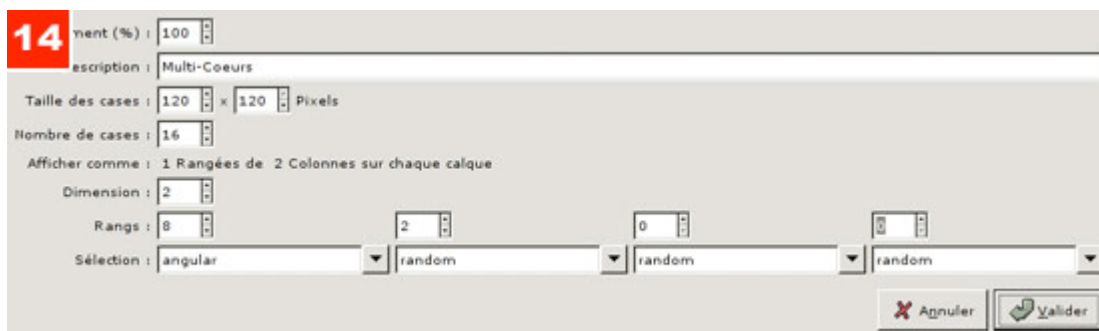 14 ment (%) : 100
escription : Multi-Coeurs
Taille des cases : 120 x 120 Pixels
Nombre de cases : 16
Afficher comme : 1 Rangées de 2 Colonnes sur chaque calque
Dimension : 2
Rangs : 8 2 0
Sélection : angular random random random
Annuler Valider